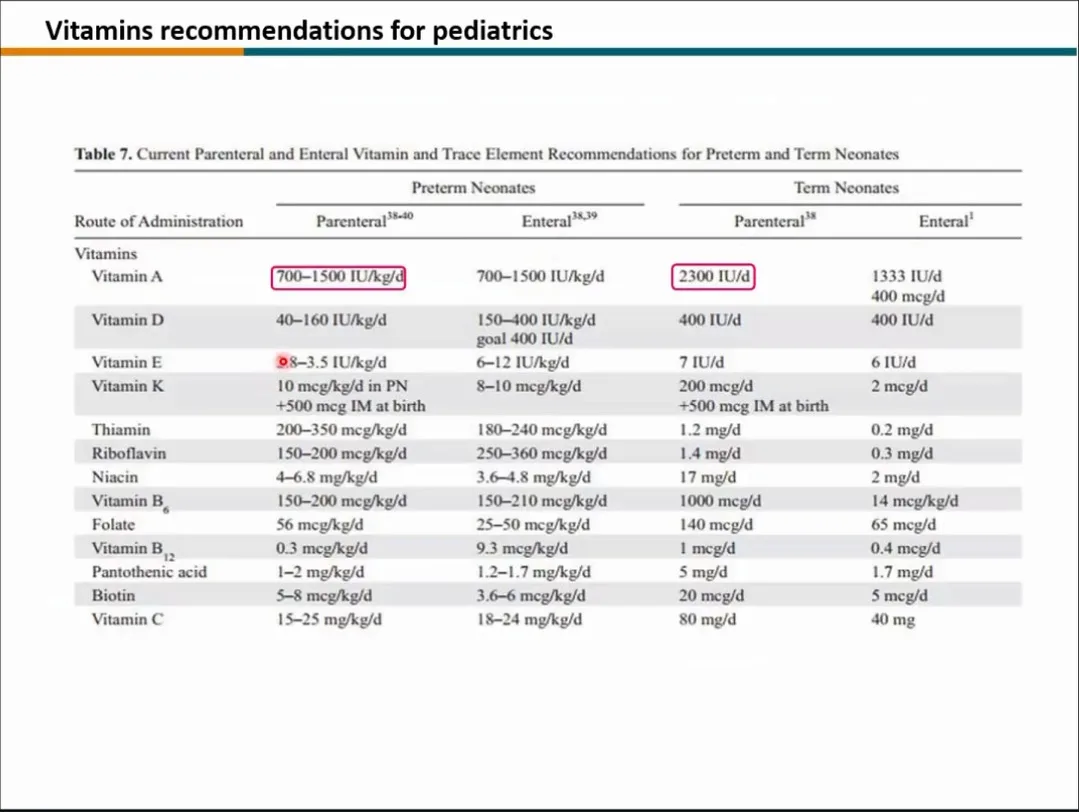 Vitamins recommendations for pediatrics
Table 7. Current Parenteral and Enteral Vitamin and Trace Element Recommendations for Preterm and Term Neonates
Preterm Neonates Term Neonates
Route of Administration Parenteral38-40 Enteral38,39 Parenteral38 Enteral1
Vitamins
Vitamin A 700–1500 IU/kg/d 700–1500 IU/kg/d 2300 IU/d 1333 IU/d
400 mcg/d
Vitamin D 40–160 IU/kg/d 150–400 IU/kg/d 400 IU/d 400 IU/d
goal 400 IU/d
Vitamin E 8–3.5 IU/kg/d 6–12 IU/kg/d 7 IU/d 6 IU/d
Vitamin K 10 mcg/kg/d in PN 8–10 mcg/kg/d 200 mcg/d 2 mcg/d
+500 mcg IM at birth +500 mcg IM at birth
Thiamin 200–350 mcg/kg/d 180–240 mcg/kg/d 1.2 mg/d 0.2 mg/d
Riboflavin 150–200 mcg/kg/d 250–360 mcg/kg/d 1.4 mg/d 0.3 mg/d
Niacin 4–6.8 mg/kg/d 3.6–4.8 mg/kg/d 17 mg/d 2 mg/d
Vitamin B6 150–200 mcg/kg/d 150–210 mcg/kg/d 1000 mcg/d 14 mcg/kg/d
Folate 56 mcg/kg/d 25–50 mcg/kg/d 140 mcg/d 65 mcg/d
Vitamin B12 0.3 mcg/kg/d 9.3 mcg/kg/d 1 mcg/d 0.4 mcg/d
Pantothenic acid 1–2 mg/kg/d 1.2–1.7 mg/kg/d 5 mg/d 1.7 mg/d
Biotin 5–8 mcg/kg/d 3.6–6 mcg/kg/d 20 mcg/d 5 mcg/d
Vitamin C 15–25 mg/kg/d 18–24 mg/kg/d 80 mg/d 40 mg